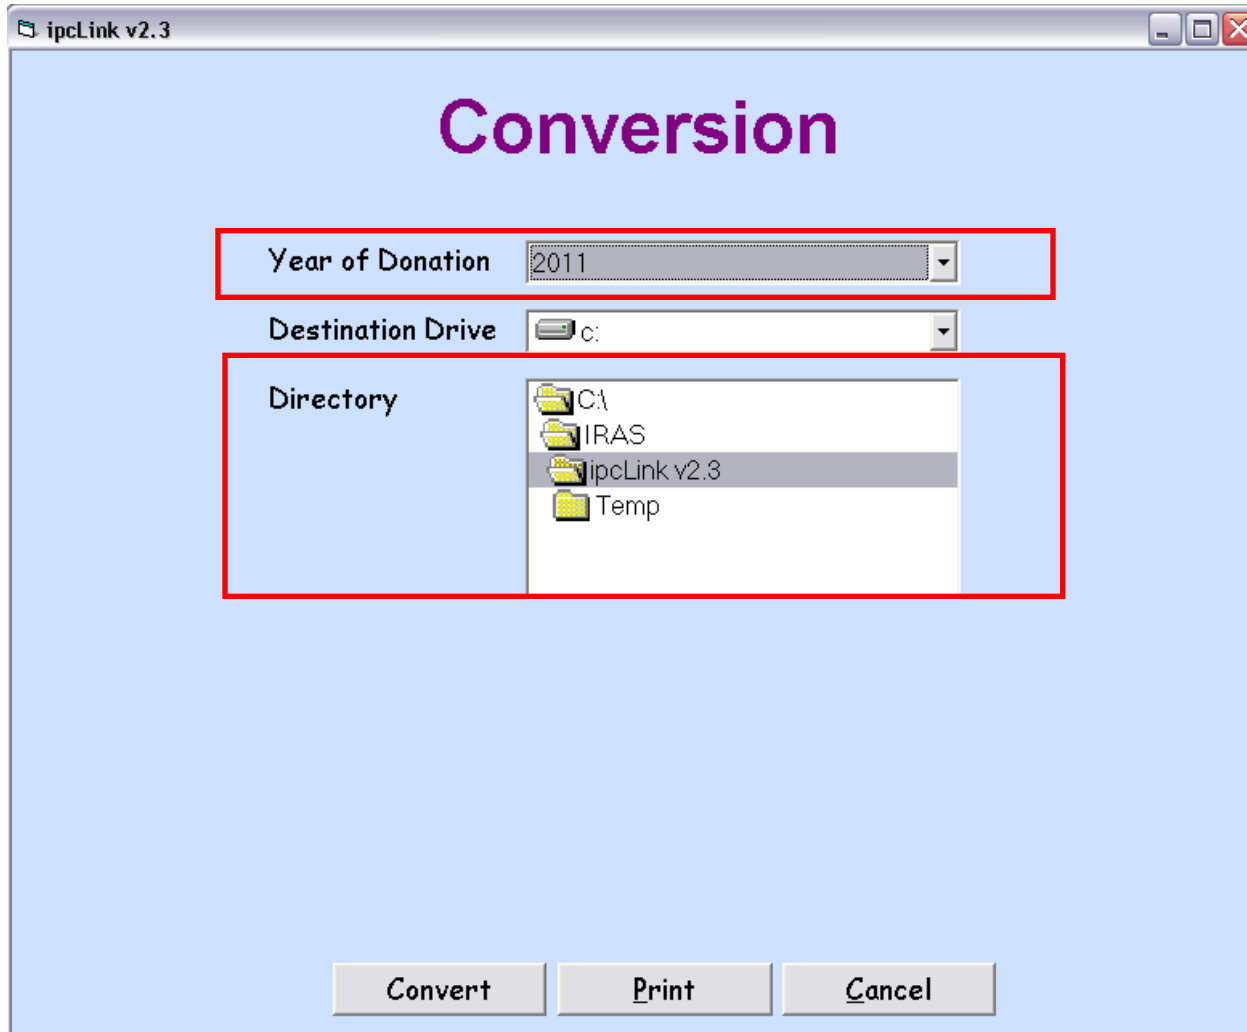 ipcLink v2.3
Conversion
Year of Donation 2011
Destination Drive c:
Directory C:\
IRAS
ipcLink v2.3
Temp
Convert Print Cancel